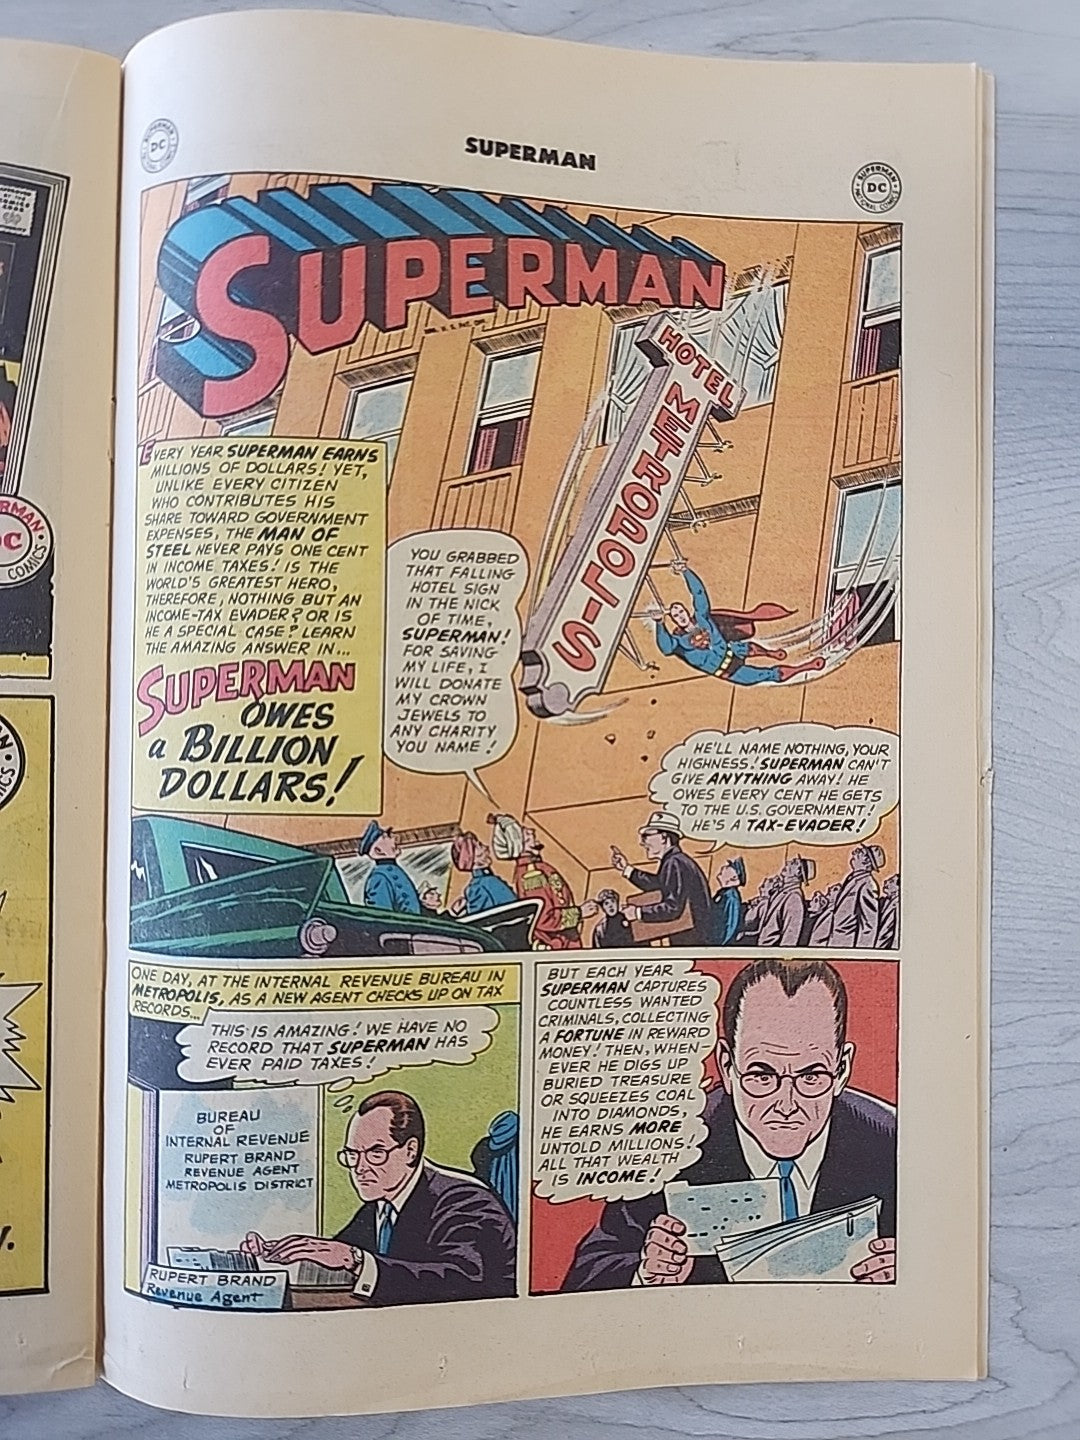 SUPERMAN
DC
SUPERMAN
DC
NATIONAL COMICS
SUPERMAN
HOTEL
METROPOLIS
EVERY YEAR SUPERMAN EARNS
MILLIONS OF DOLLARS! YET,
UNLIKE EVERY CITIZEN
WHO CONTRIBUTES HIS
SHARE TOWARD GOVERNMENT
EXPENSES, THE MAN OF
STEEL NEVER PAYS ONE CENT
IN INCOME TAXES! IS THE
WORLD'S GREATEST HERO,
THEREFORE, NOTHING BUT AN
INCOME-TAX EVADER? OR IS
HE A SPECIAL CASE? LEARN
THE AMAZING ANSWER IN...
SUPERMAN
OWES
a BILLION
DOLLARS!
YOU GRABBED
THAT FALLING
HOTEL SIGN
IN THE NICK
OF TIME,
SUPERMAN!
FOR SAVING
MY LIFE, I
WILL DONATE
MY CROWN
JEWELS TO
ANY CHARITY
YOU NAME!
HE'LL NAME NOTHING, YOUR
HIGHNESS! SUPERMAN CAN'T
GIVE ANYTHING AWAY! HE
OWES EVERY CENT HE GETS
TO THE U.S. GOVERNMENT!
HE'S A TAX-EVADER!
ONE DAY, AT THE INTERNAL REVENUE BUREAU IN
METROPOLIS, AS A NEW AGENT CHECKS UP ON TAX
RECORDS...
THIS IS AMAZING! WE HAVE NO
RECORD THAT SUPERMAN HAS
EVER PAID TAXES!
BUREAU
OF
INTERNAL REVENUE
RUPERT BRAND
REVENUE AGENT
METROPOLIS DISTRICT
RUPERT BRAND
Revenue Agent
BUT EACH YEAR
SUPERMAN CAPTURES
COUNTLESS WANTED
CRIMINALS, COLLECTING
A FORTUNE IN REWARD
MONEY! THEN, WHEN-
EVER HE DIGS UP
BURIED TREASURE
OR SQUEEZES COAL
INTO DIAMONDS,
HE EARNS MORE
UNTOLD MILLIONS!
ALL THAT WEALTH
IS INCOME!
COMICS